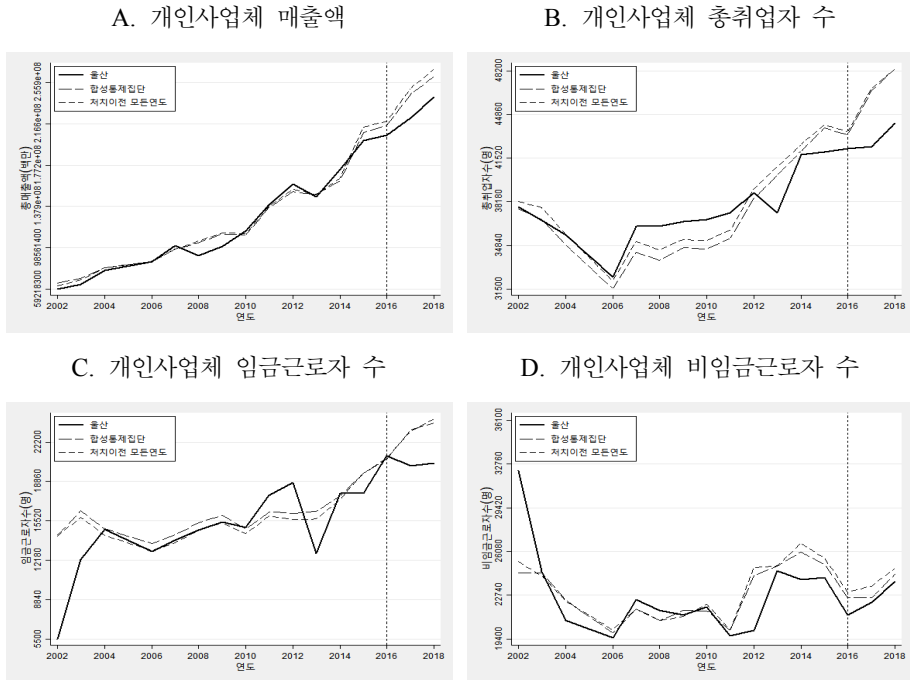 A. 개인사업체 매출액
B. 개인사업체 총취업자 수
총매출액(백만)
59218300 98561400 1.379e+08 1.772e+08 2.166e+08 2.559e+08
울산
합성통제집단
처치이전 모든연도
2002 2004 2006 2008 2010 2012 2014 2016 2018
연도
총취업자수(명)
31500 34840 38180 41520 44860 48200
울산
합성통제집단
처치이전 모든연도
2002 2004 2006 2008 2010 2012 2014 2016 2018
연도
C. 개인사업체 임금근로자 수
D. 개인사업체 비임금근로자 수
임금근로자수(명)
5500 8840 12180 15520 18860 22200
울산
합성통제집단
처치이전 모든연도
2002 2004 2006 2008 2010 2012 2014 2016 2018
연도
비임금근로자수(명)
19400 22740 26080 29420 32760 36100
울산
합성통제집단
처치이전 모든연도
2002 2004 2006 2008 2010 2012 2014 2016 2018
연도